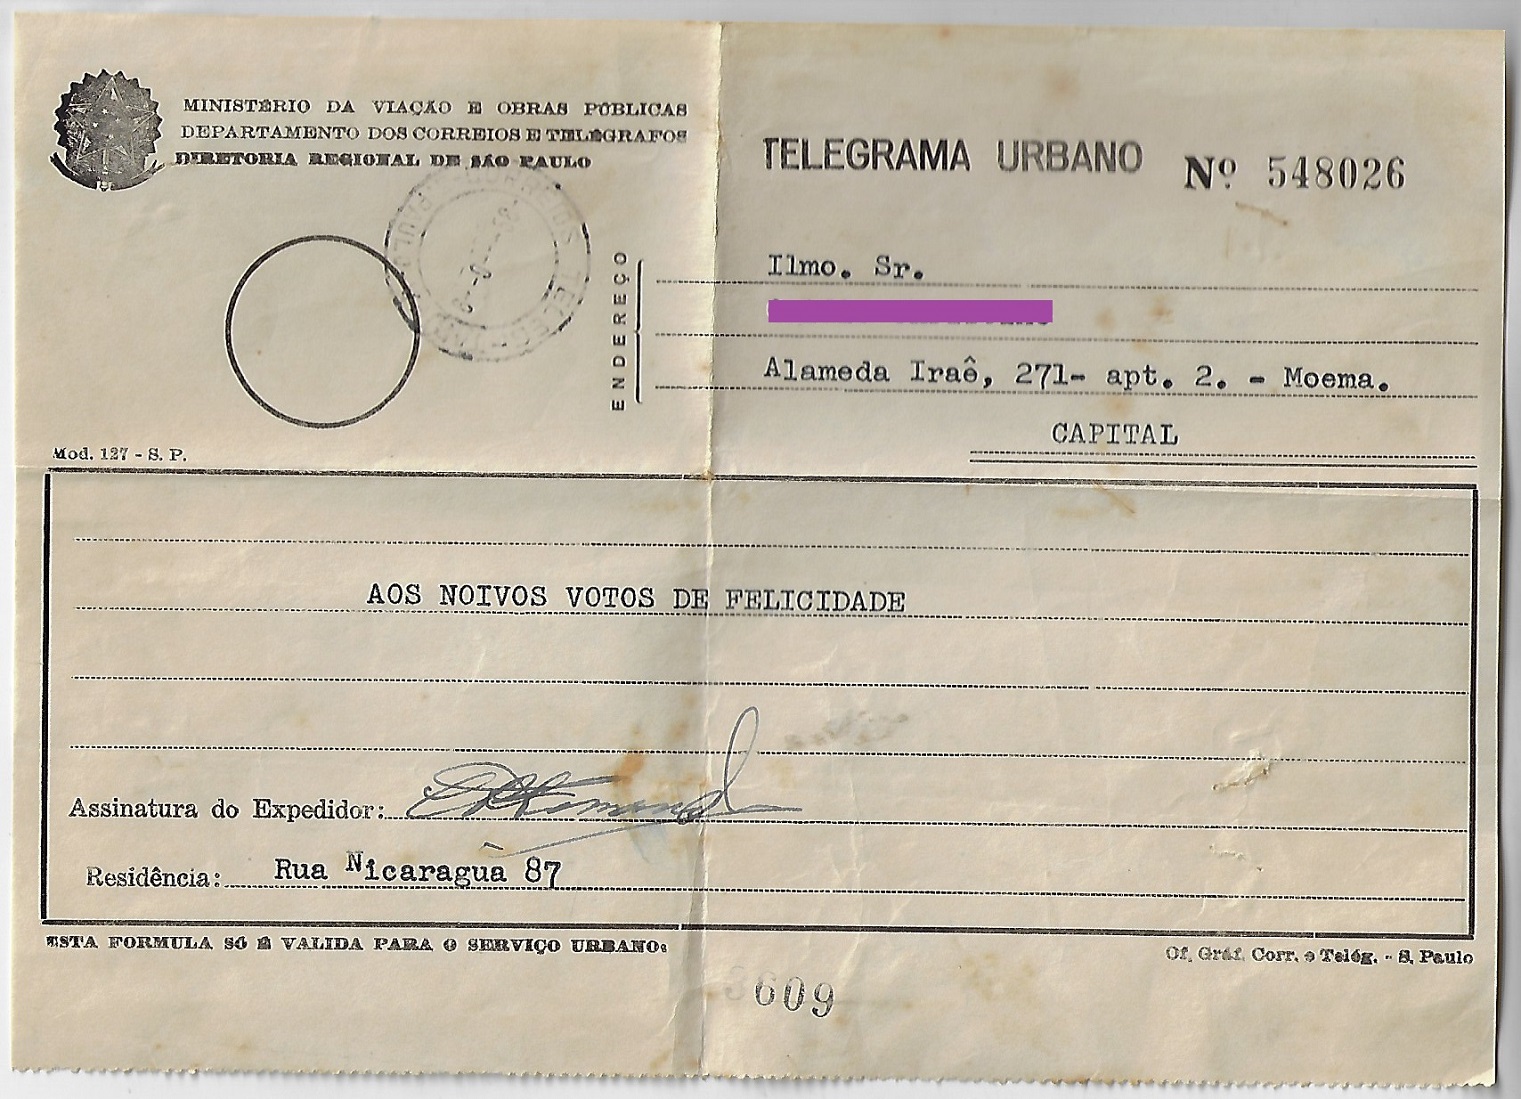 MINISTÉRIO DA VIAÇÃO E OBRAS PÚBLICAS
DEPARTAMENTO DOS CORREIOS E TELÉGRAFOS
DIRETORIA REGIONAL DE SÃO PAULO
TELEGRAMA URBANO Nº 548026
ENDEREÇO
Ilmo. Sr.
Alameda Iraê, 271- apt. 2. - Moema.
CAPITAL
Mod. 127 - S. P.
AOS NOIVOS VOTOS DE FELICIDADE
Assinatura do Expedidor:
Residência: Rua Nicaragua 87
ESTA FORMULA SÓ É VALIDA PARA O SERVIÇO URBANO.
Of. Gráf. Corr. e Telég. - S. Paulo
609